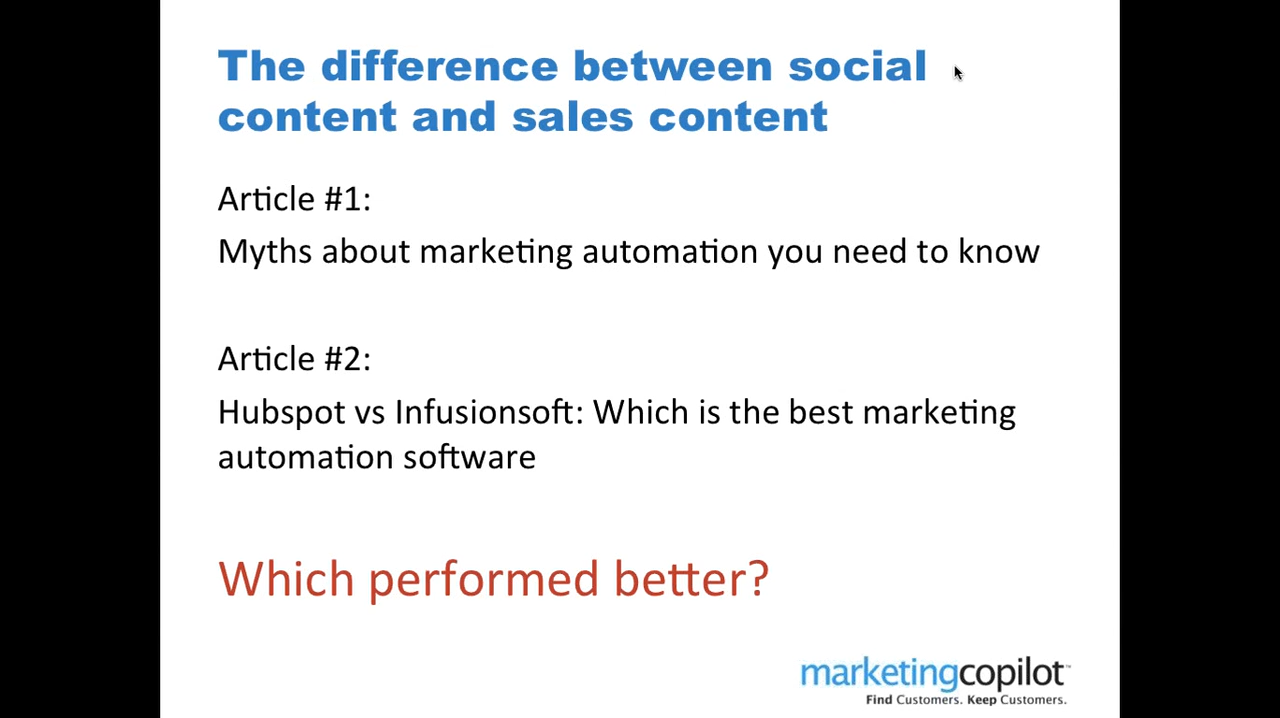 The difference between social
content and sales content
Article #1:
Myths about marketing automation you need to know
Article #2:
Hubspot vs Infusionsoft: Which is the best marketing
automation software
Which performed better?
marketingcopilot™
Find Customers. Keep Customers.